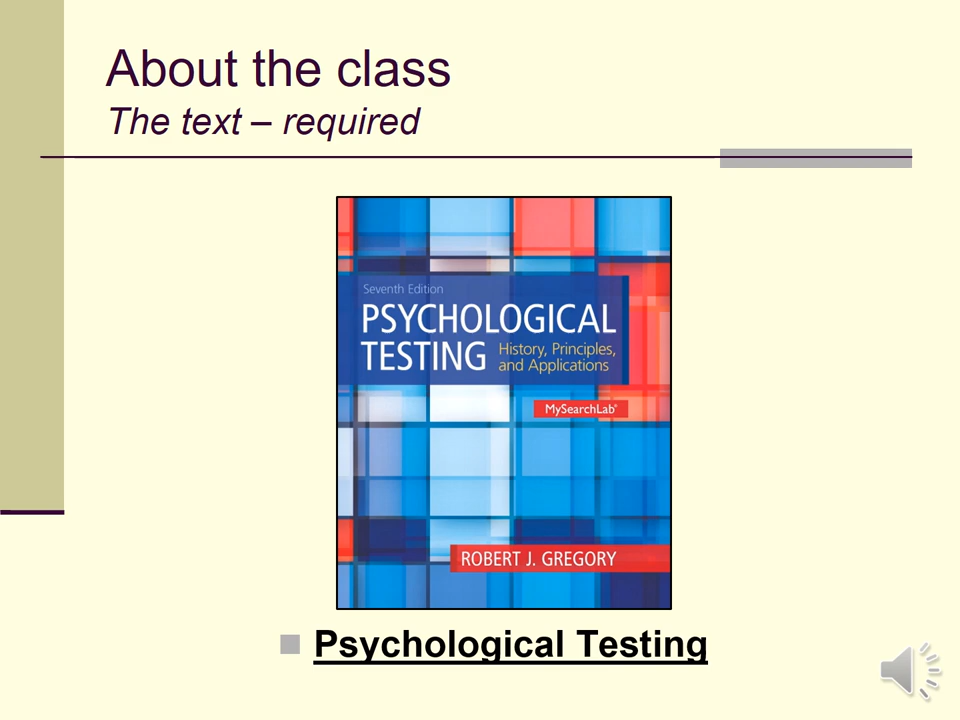 About the class
The text – required
Seventh Edition
PSYCHOLOGICAL
TESTING
History, Principles,
and Applications
MySearchLab®
ROBERT J. GREGORY
Psychological Testing